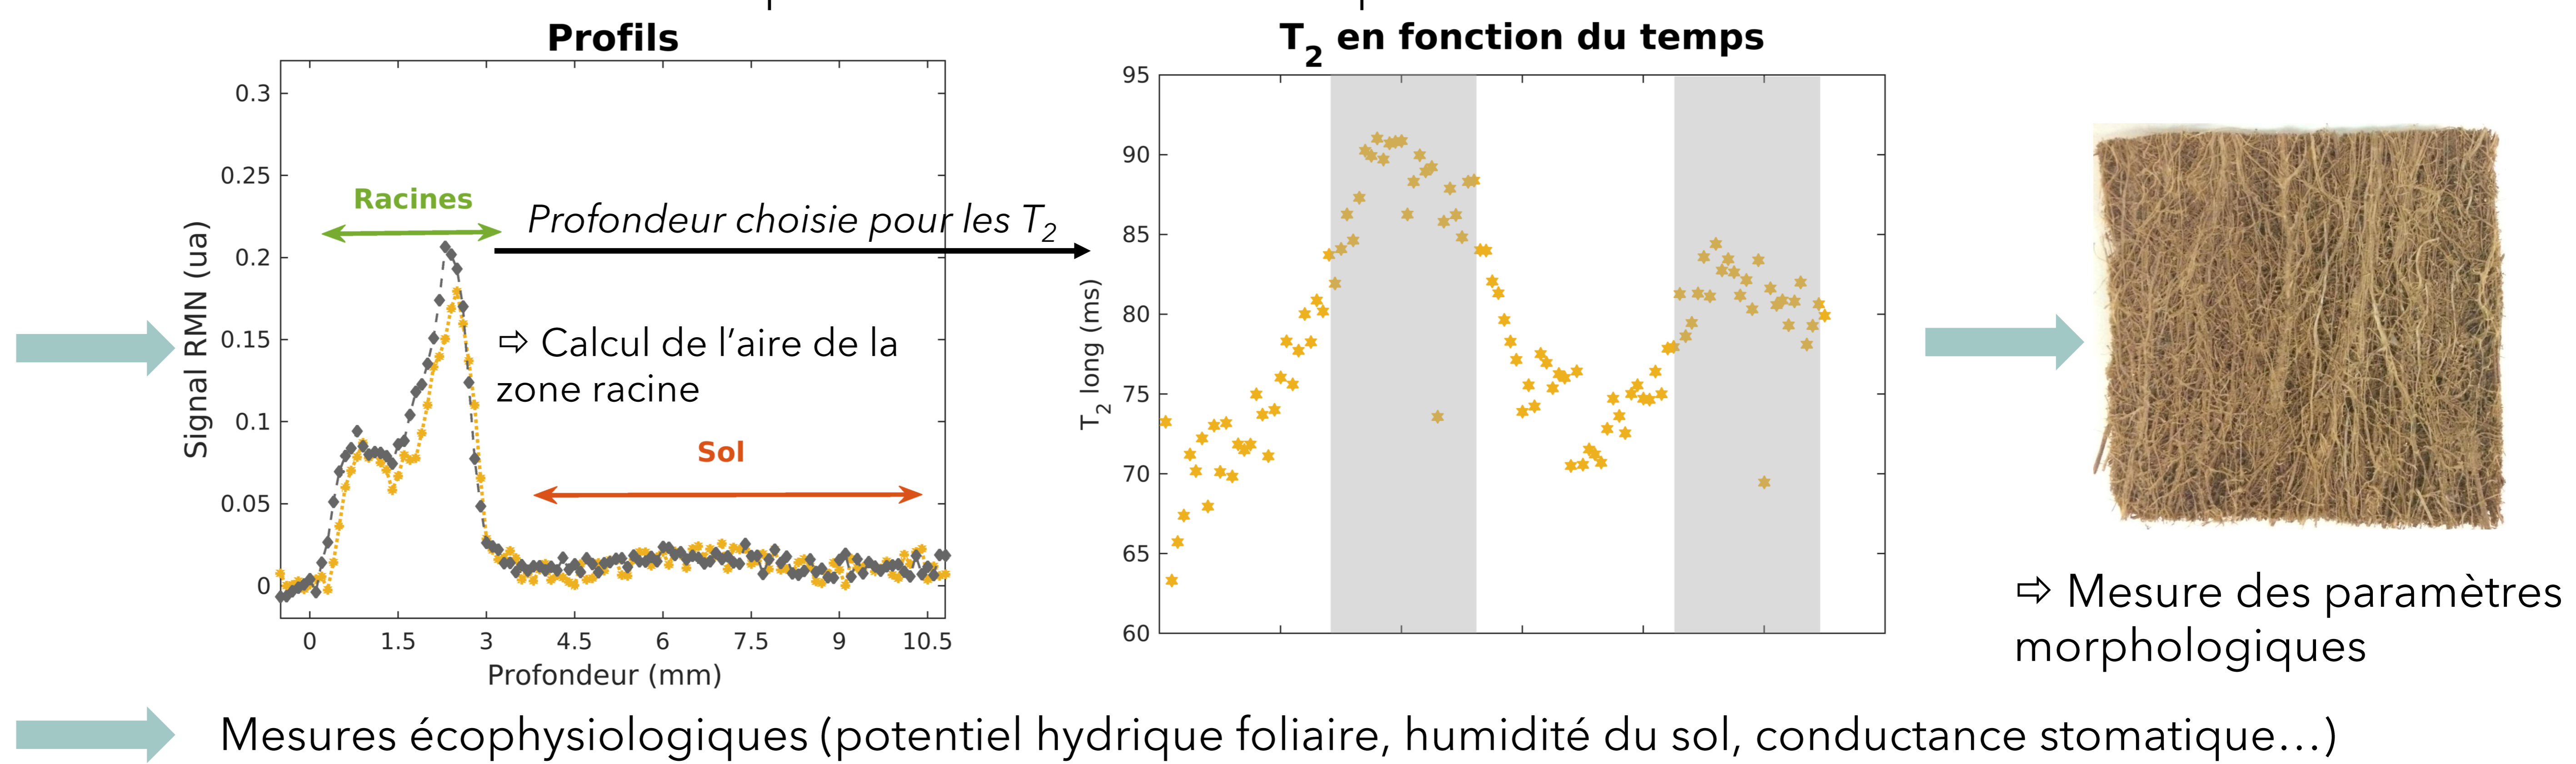 Profils
T2 en fonction du temps
Signal RMN (ua)
0.3
0.25
0.2
0.15
0.1
0.05
0
Racines
Profondeur choisie pour les T2
⇨ Calcul de l’aire de la
zone racine
Sol
0 1.5 3 4.5 6 7.5 9 10.5
Profondeur (mm)
T2 long (ms)
95
90
85
80
75
70
65
60
⇨ Mesure des paramètres
morphologiques
Mesures écophysiologiques (potentiel hydrique foliaire, humidité du sol, conductance stomatique…)